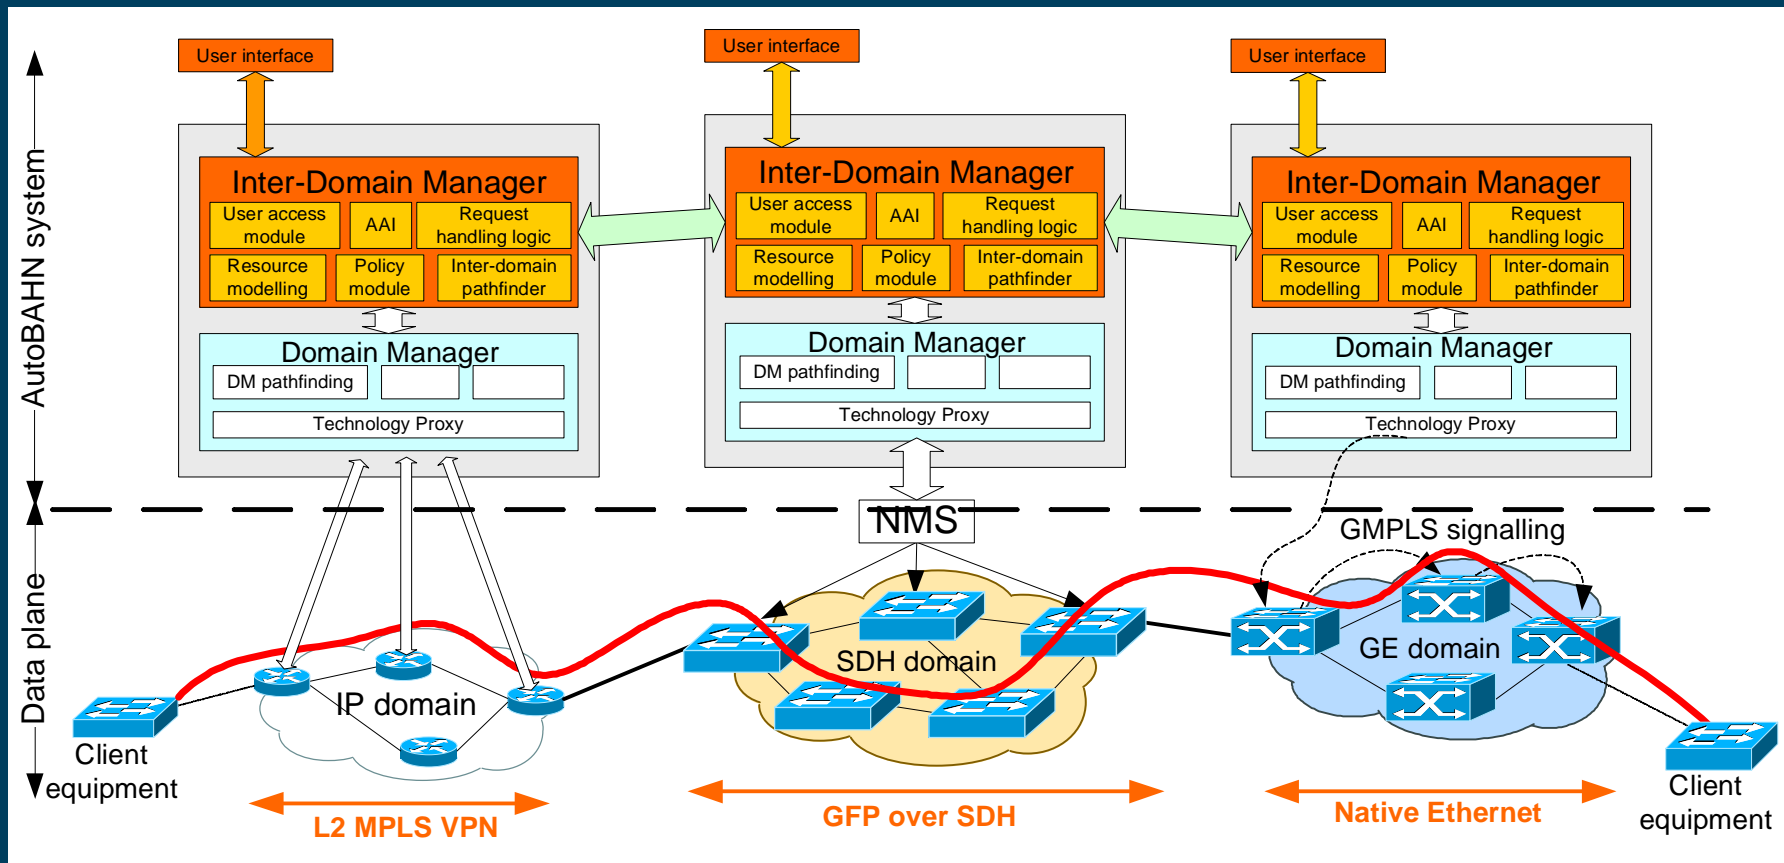 User interface
User interface
User interface
AutoBAHN system
Inter-Domain Manager
User access
module
AAI
Request
handling logic
Resource
modelling
Policy
module
Inter-domain
pathfinder
Domain Manager
DM pathfinding
Technology Proxy
Inter-Domain Manager
User access
module
AAI
Request
handling logic
Resource
modelling
Policy
module
Inter-domain
pathfinder
Domain Manager
DM pathfinding
Technology Proxy
Inter-Domain Manager
User access
module
AAI
Request
handling logic
Resource
modelling
Policy
module
Inter-domain
pathfinder
Domain Manager
DM pathfinding
Technology Proxy
Data plane
NMS
GMPLS signalling
IP domain
SDH domain
GE domain
Client
equipment
Client
equipment
L2 MPLS VPN
GFP over SDH
Native Ethernet